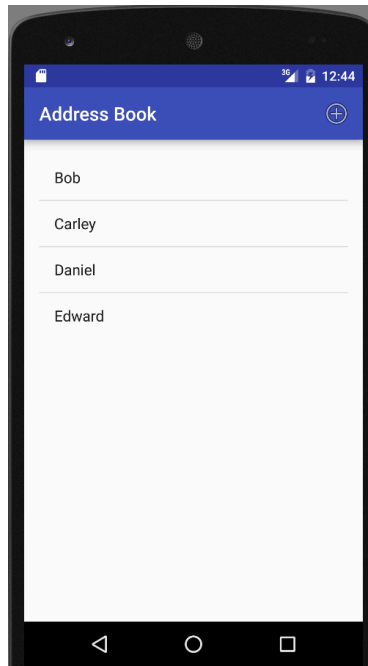 3G 12:44
Address Book
Bob
Carley
Daniel
Edward